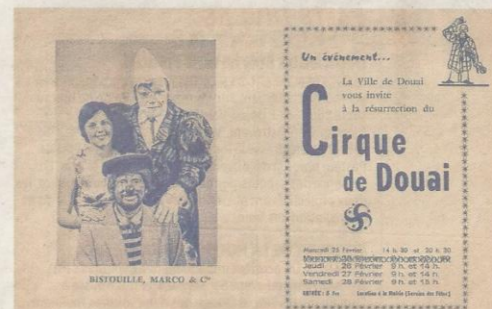 BISTOUILLE, MARCO & Cie
Un événement...
La Ville de Douai
vous invite
à la résurrection du
Cirque
de Douai
Mercredi 25 Février 14 h. 30 et 20 h. 30
Jeudi 26 Février 9 h. et 14 h.
Vendredi 27 Février 9 h. et 14 h.
Samedi 28 Février 9 h. et 15 h.
ENTRÉE : 5 Frs Location à la Mairie (Service des Fêtes)